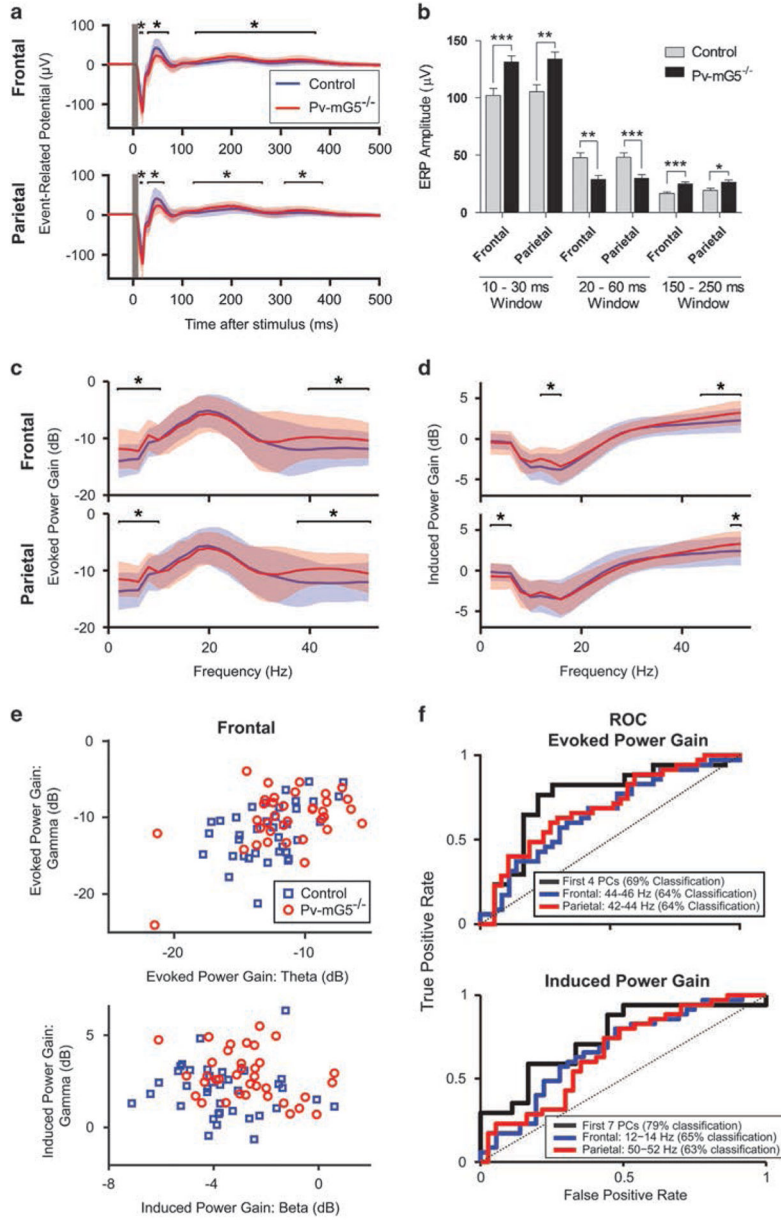 a
Frontal
Parietal
Event-Related Potential (μV)
100
0
-100
* * *
Control
Pv-mG5-/-
0 100 200 300 400 500
100
0
-100
* * * *
0 100 200 300 400 500
Time after stimulus (ms)
b
ERP Amplitude (μV)
150
100
50
0
*** ** ** *** *** *
Control
Pv-mG5-/-
Frontal Parietal Frontal Parietal Frontal Parietal
10 - 30 ms 20 - 60 ms 150 - 250 ms
Window Window Window
c
Frontal
Parietal
Evoked Power Gain (dB)
0
-10
-20
* *
0 20 40
0
-10
-20
* *
0 20 40
Frequency (Hz)
d
Induced Power Gain (dB)
5
0
-5
* *
5
0
-5
* *
0 20 40
Frequency (Hz)
e
Frontal
Evoked Power Gain:
Gamma (dB)
0
-10
-20
Control
Pv-mG5-/-
-20 -10
Evoked Power Gain: Theta (dB)
Induced Power Gain:
Gamma (dB)
5
0
-8 -4 0
Induced Power Gain: Beta (dB)
f
ROC
Evoked Power Gain
True Positive Rate
1
0.5
0
First 4 PCs (69% Classification)
Frontal: 44-46 Hz (64% Classification)
Parietal: 42-44 Hz (64% Classification)
Induced Power Gain
1
0.5
0
First 7 PCs (79% classification)
Frontal: 12–14 Hz (65% classification)
Parietal: 50–52 Hz (63% classification)
0 1
False Positive Rate